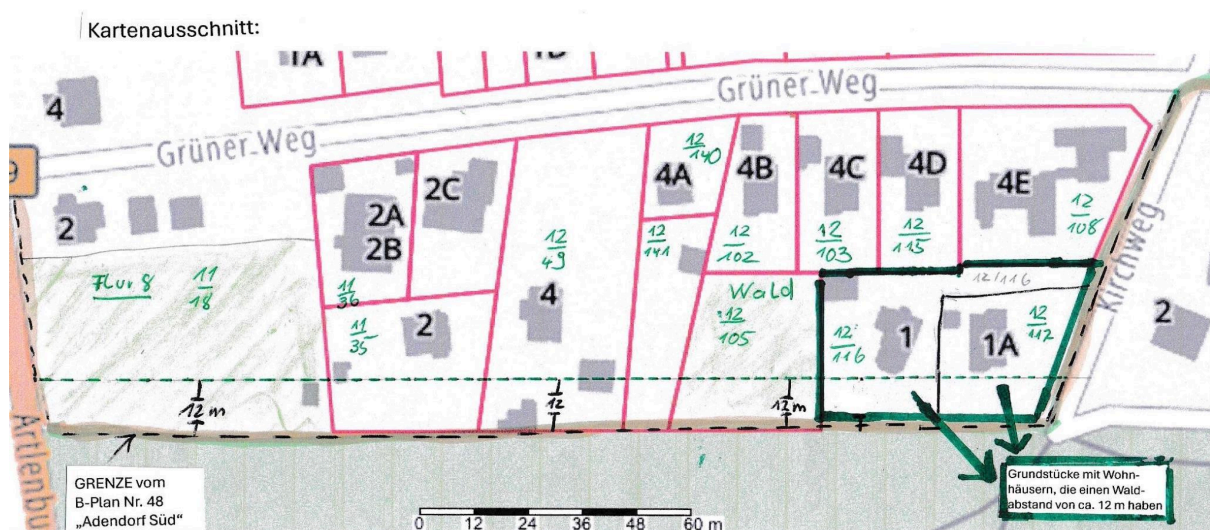 Kartenausschnitt:
1A
1D
4
Grüner Weg
Grüner Weg
9
2
2A
2B
2C
4
4A
4B
4C
4D
4E
12/140
12/141
12/49
12/102
12/103
12/115
12/108
Flur 8 11/18
11/36
11/35
2
Wald
12/105
12/116
12/116
1
1A
12/112
Kirchweg
2
12 m
12
12 m
Artlenbu
GRENZE vom
B-Plan Nr. 48
„Adendorf Süd“
0 12 24 36 48 60 m
Grundstücke mit Wohn-
häusern, die einen Wald-
abstand von ca. 12 m haben